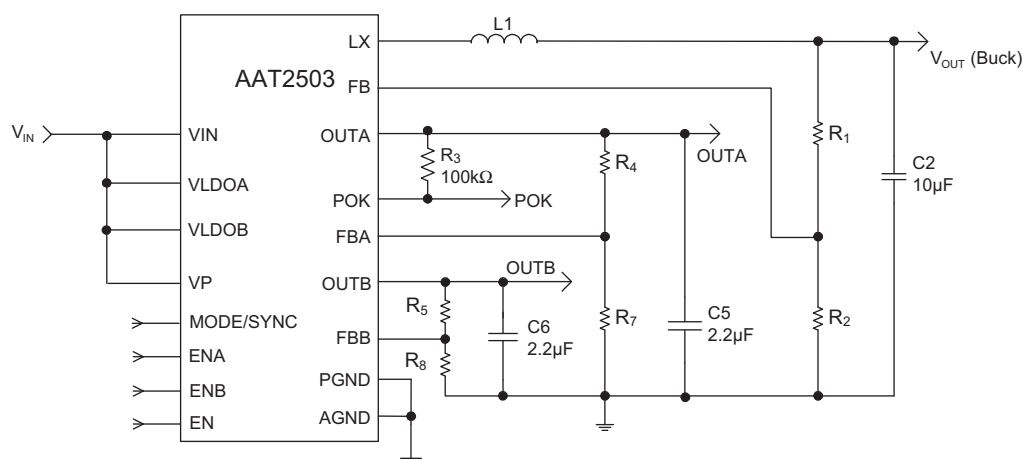 L1
LX
V_OUT (Buck)
AAT2503
FB
V_IN
VIN
OUTA
OUTA
R_1
R_3
100kΩ
R_4
C2
10µF
VLDOA
POK
POK
VLDOB
FBA
OUTB
OUTB
VP
R_5
C6
2.2µF
R_7
C5
2.2µF
R_2
MODE/SYNC
FBB
R_8
ENA
PGND
ENB
AGND
EN